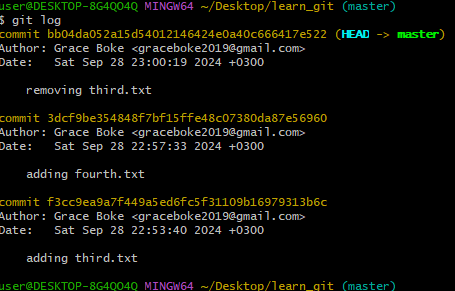 user@DESKTOP-8G4QO4Q MINGW64 ~/Desktop/learn_git (master)
$ git log
commit bb04da052a15d54012146424e0a40c666417e522 (HEAD -> master)
Author: Grace Boke <graceboke2019@gmail.com>
Date:   Sat Sep 28 23:00:19 2024 +0300
    removing third.txt
commit 3dcf9be354848f7bf15ffe48c07380da87e56960
Author: Grace Boke <graceboke2019@gmail.com>
Date:   Sat Sep 28 22:57:33 2024 +0300
    adding fourth.txt
commit f3cc9ea9a7f449a5ed6fc5f31109b16979313b6c
Author: Grace Boke <graceboke2019@gmail.com>
Date:   Sat Sep 28 22:53:40 2024 +0300
    adding third.txt
user@DESKTOP-8G4QO4Q MINGW64 ~/Desktop/learn_git (master)